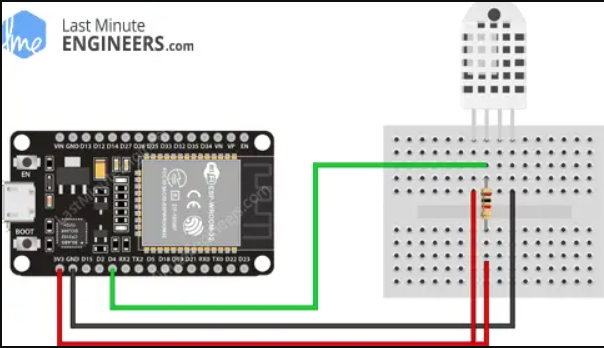 Last Minute
ENGINEERS.com
VIN GND D13 D12 D14 D27 D26 D25 D33 D32 D35 D34 VN VP EN
EN
ESP-WROOM-32
BOOT
3V3 GND D15 D2 D4 RX2 TX2 D5 D18 D19 D21 RX0 TX0 D22 D23